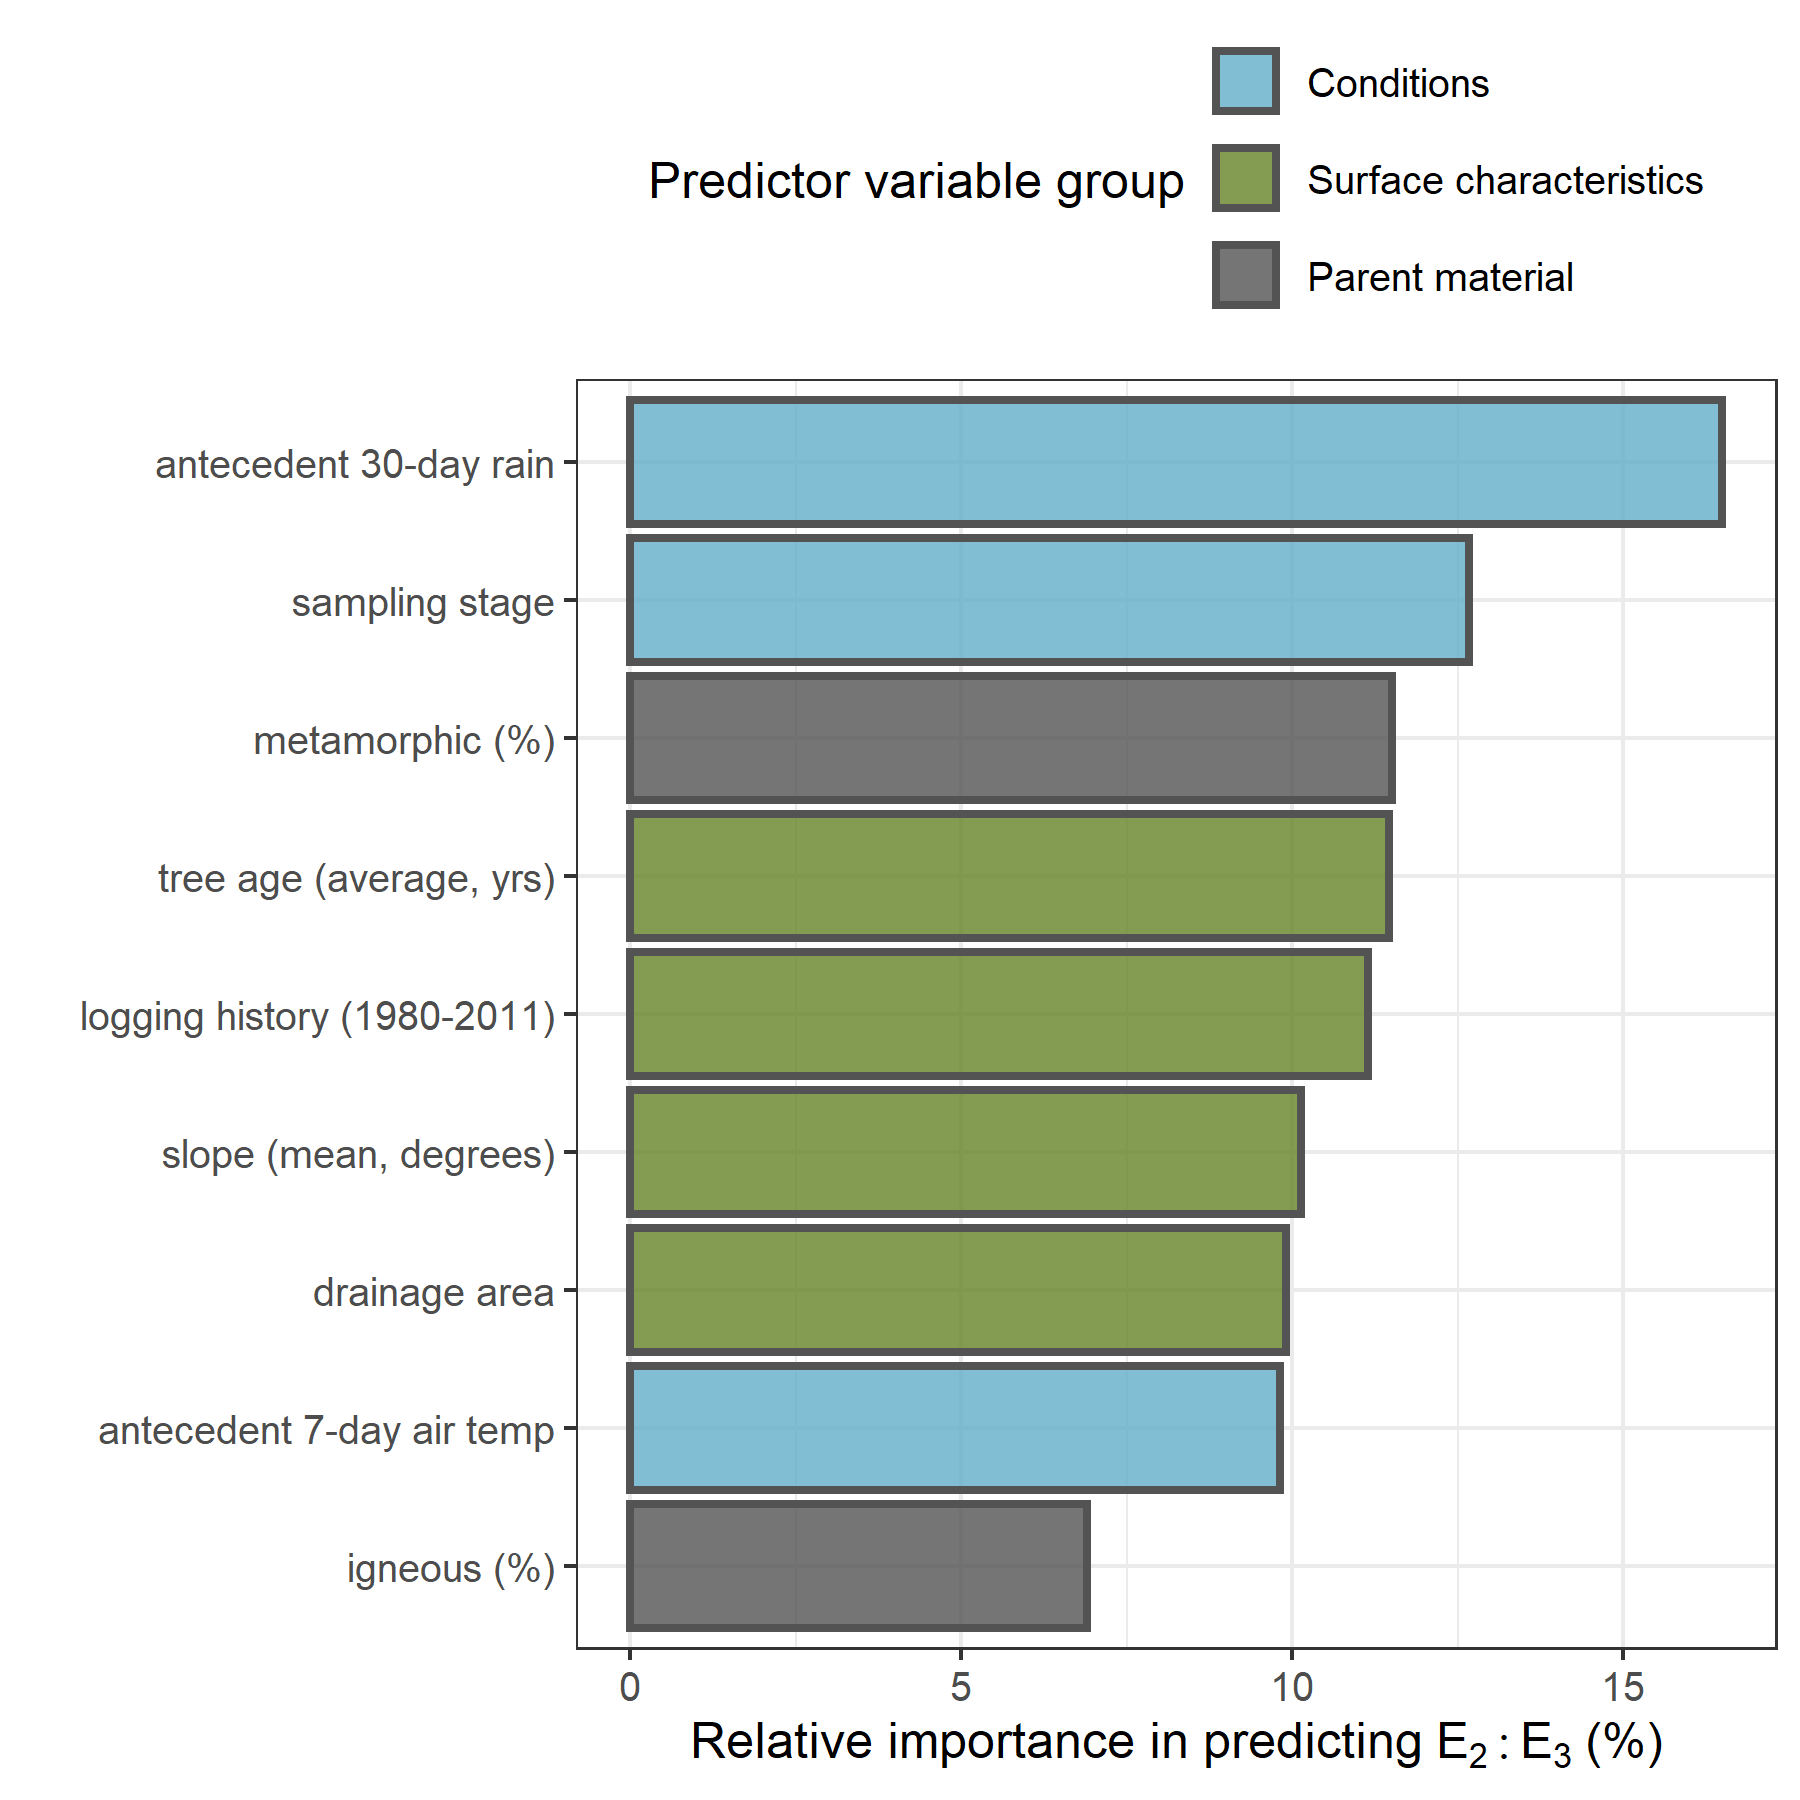 Conditions
Predictor variable group
Surface characteristics
Parent material
antecedent 30-day rain
sampling stage
metamorphic (%)
tree age (average, yrs)
logging history (1980-2011)
slope (mean, degrees)
drainage area
antecedent 7-day air temp
igneous (%)
0 5 10 15
Relative importance in predicting E₂ : E₃ (%)